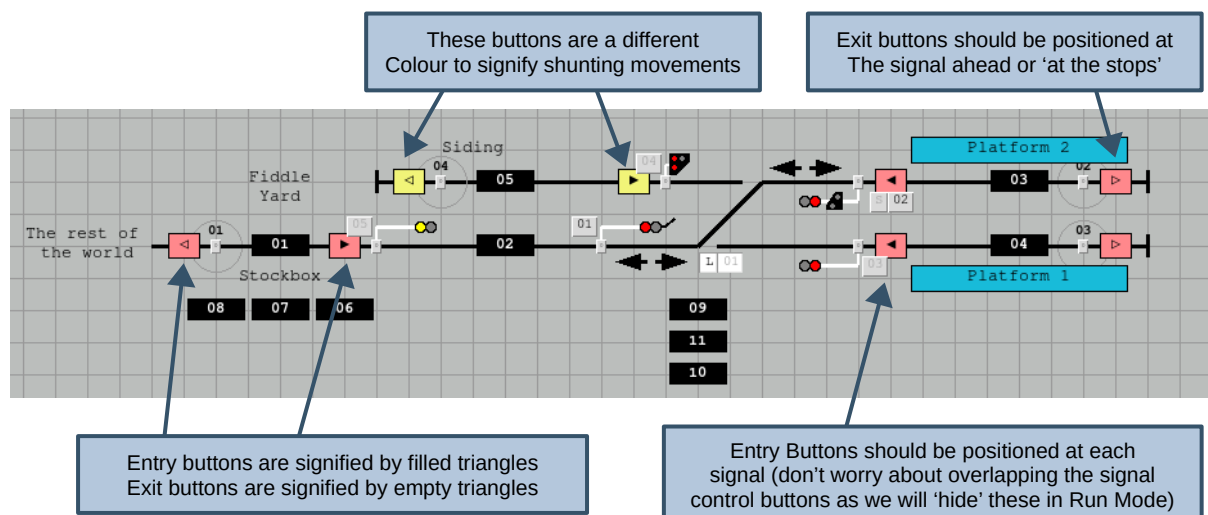 These buttons are a different
Colour to signify shunting movements
Exit buttons should be positioned at
The signal ahead or ‘at the stops’
Siding
Platform 2
04
04
02
Fiddle
Yard
05
03
S 02
The rest of
the world
01
05
01
03
01
02
04
L 01
03
Stockbox
Platform 1
08
07
06
09
11
10
Entry buttons are signified by filled triangles
Exit buttons are signified by empty triangles
Entry Buttons should be positioned at each
signal (don’t worry about overlapping the signal
control buttons as we will ‘hide’ these in Run Mode)